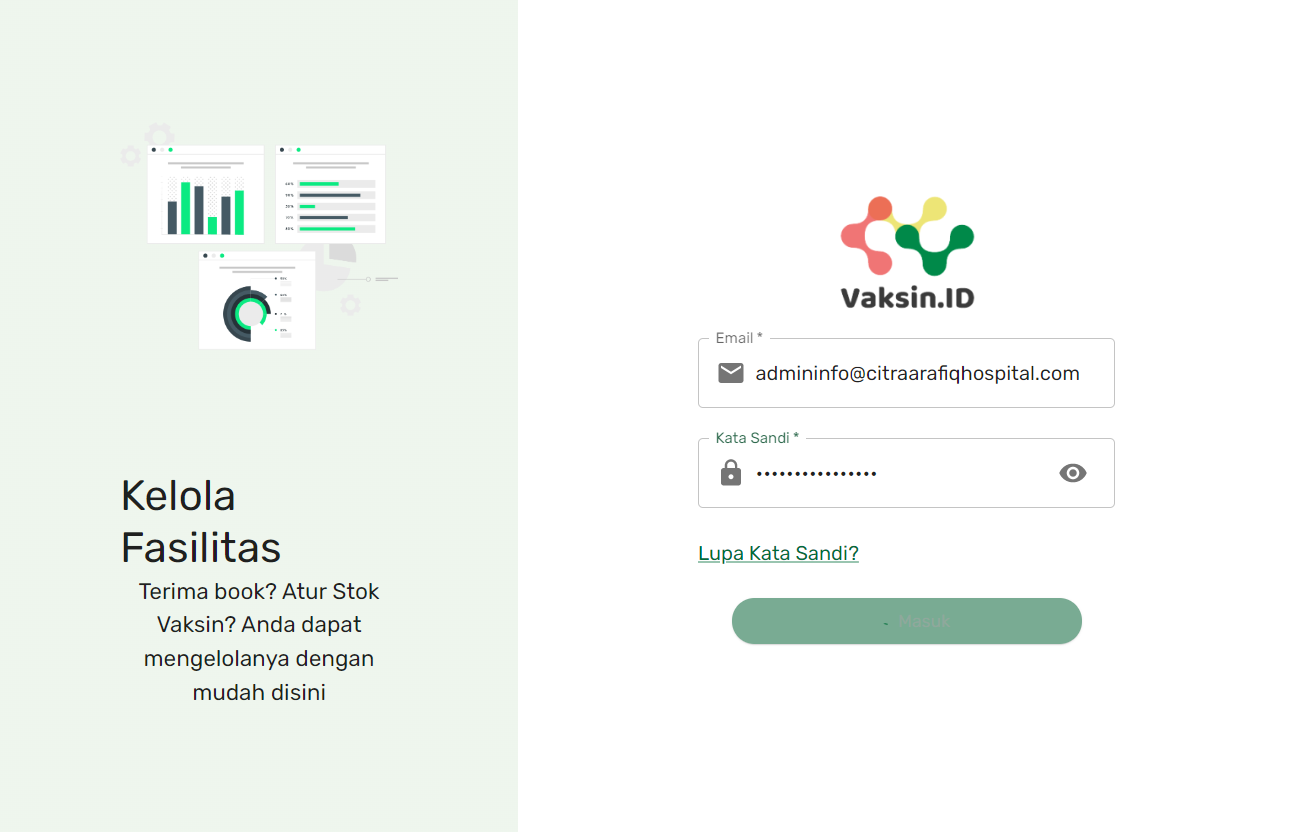 Kelola
Fasilitas
Terima book? Atur Stok
Vaksin? Anda dapat
mengelolanya dengan
mudah disini
Vaksin.ID
Email *
admininfo@citraarafiqhospital.com
Kata Sandi *
••••••••••••••••
Lupa Kata Sandi?
Masuk